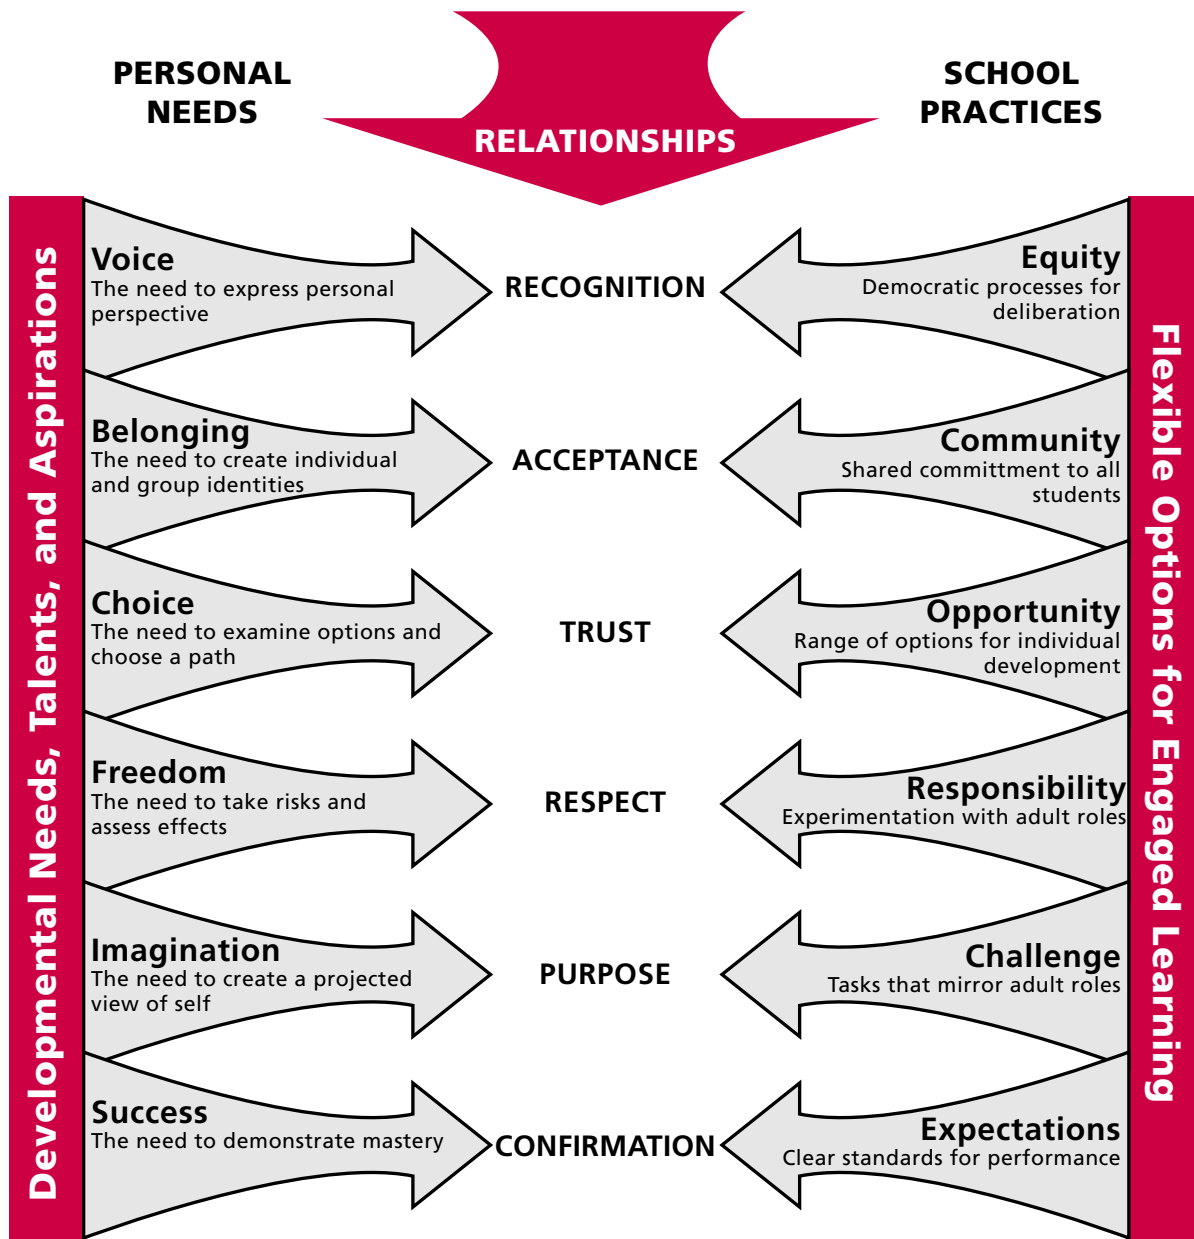 PERSONAL
NEEDS
RELATIONSHIPS
SCHOOL
PRACTICES
Developmental Needs, Talents, and Aspirations
Voice
The need to express personal
perspective
RECOGNITION
Equity
Democratic processes for
deliberation
Belonging
The need to create individual
and group identities
ACCEPTANCE
Community
Shared committment to all
students
Choice
The need to examine options and
choose a path
TRUST
Opportunity
Range of options for individual
development
Freedom
The need to take risks and
assess effects
RESPECT
Responsibility
Experimentation with adult roles
Imagination
The need to create a projected
view of self
PURPOSE
Challenge
Tasks that mirror adult roles
Success
The need to demonstrate mastery
CONFIRMATION
Expectations
Clear standards for performance
Flexible Options for Engaged Learning